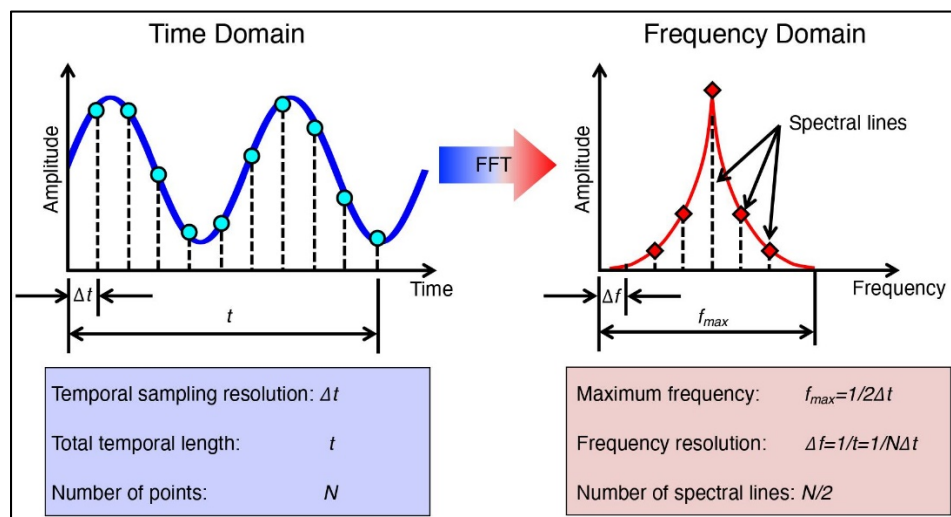 Time Domain
Amplitude
Time
Δt
t
FFT
Frequency Domain
Amplitude
Spectral lines
Frequency
Δf
fmax
Temporal sampling resolution: Δt
Total temporal length: t
Number of points: N
Maximum frequency: fmax=1/2Δt
Frequency resolution: Δf=1/t=1/NΔt
Number of spectral lines: N/2